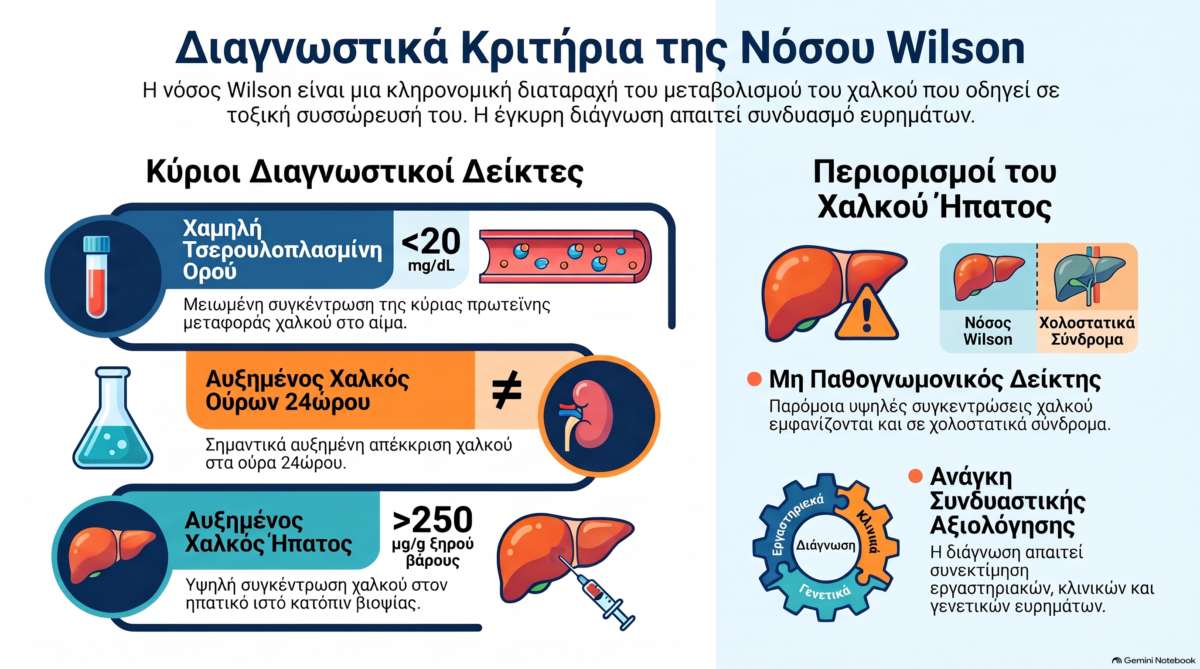 Διαγνωστικά Κριτήρια της Νόσου Wilson
Η νόσος Wilson είναι μια κληρονομική διαταραχή του μεταβολισμού του χαλκού που οδηγεί σε
τοξική συσσώρευσή του. Η έγκυρη διάγνωση απαιτεί συνδυασμό ευρημάτων.
Κύριοι Διαγνωστικοί Δείκτες
Χαμηλή
Τσερουλοπλασμίνη
Ορού
<20
mg/dL
Μειωμένη συγκέντρωση της κύριας πρωτεΐνης
μεταφοράς χαλκού στο αίμα.
Αυξημένος Χαλκός
Ούρων 24ώρου
≠
Σημαντικά αυξημένη απέκκριση χαλκού
στα ούρα 24ώρου.
Αυξημένος
Χαλκός Ήπατος
>250
μg/g ξηρού
βάρους
Υψηλή συγκέντρωση χαλκού στον
ηπατικό ιστό κατόπιν βιοψίας.
Περιορισμοί του
Χαλκού Ήπατος
Νόσος
Wilson
Χολοστατικά
Σύνδρομα
Μη Παθογνωμονικός Δείκτης
Παρόμοια υψηλές συγκεντρώσεις χαλκού
εμφανίζονται και σε χολοστατικά σύνδρομα.
Εργαστηριεκά
Κλινικά
Διάγνωση
Γενετικά
Ανάγκη
Συνδυαστικής
Αξιολόγησης
Η διάγνωση απαιτεί
συνεκτίμηση
εργαστηριακών, κλινικών και
γενετικών ευρημάτων.
Gemini Notebook